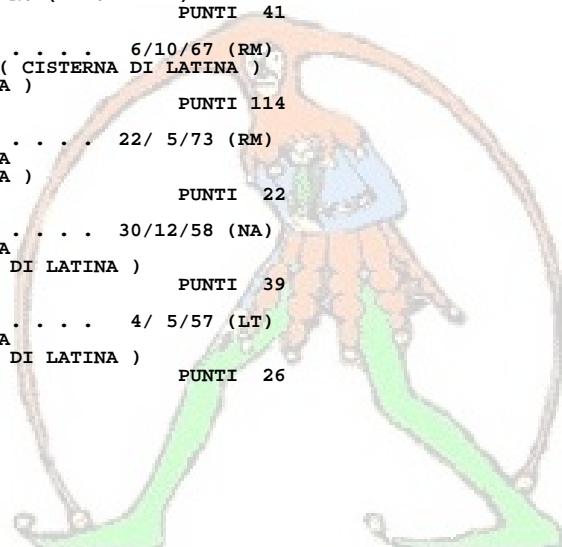 PUNTI 41
. . . . 6/10/67 (RM)
( CISTERNA DI LATINA )
A )
PUNTI 114
. . . . 22/ 5/73 (RM)
A
A )
PUNTI 22
. . . . 30/12/58 (NA)
A
DI LATINA )
PUNTI 39
. . . . 4/ 5/57 (LT)
A
DI LATINA )
PUNTI 26